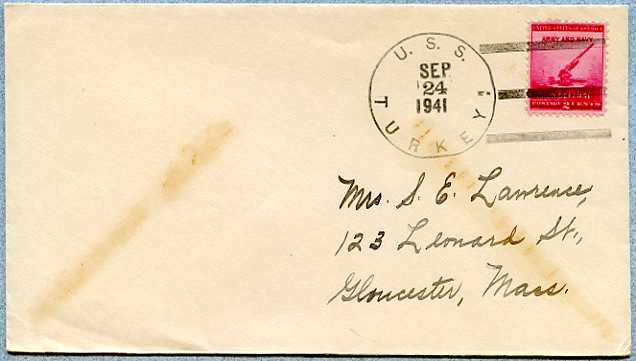 U. S. S.
SEP
24
1941
TURKEY
UNITED STATES OF AMERICA
ARMY AND NAVY
POSTAGE 2 CENTS
Mrs. S. E. Lawrence,
123 Leonard St.,
Gloucester, Mass.